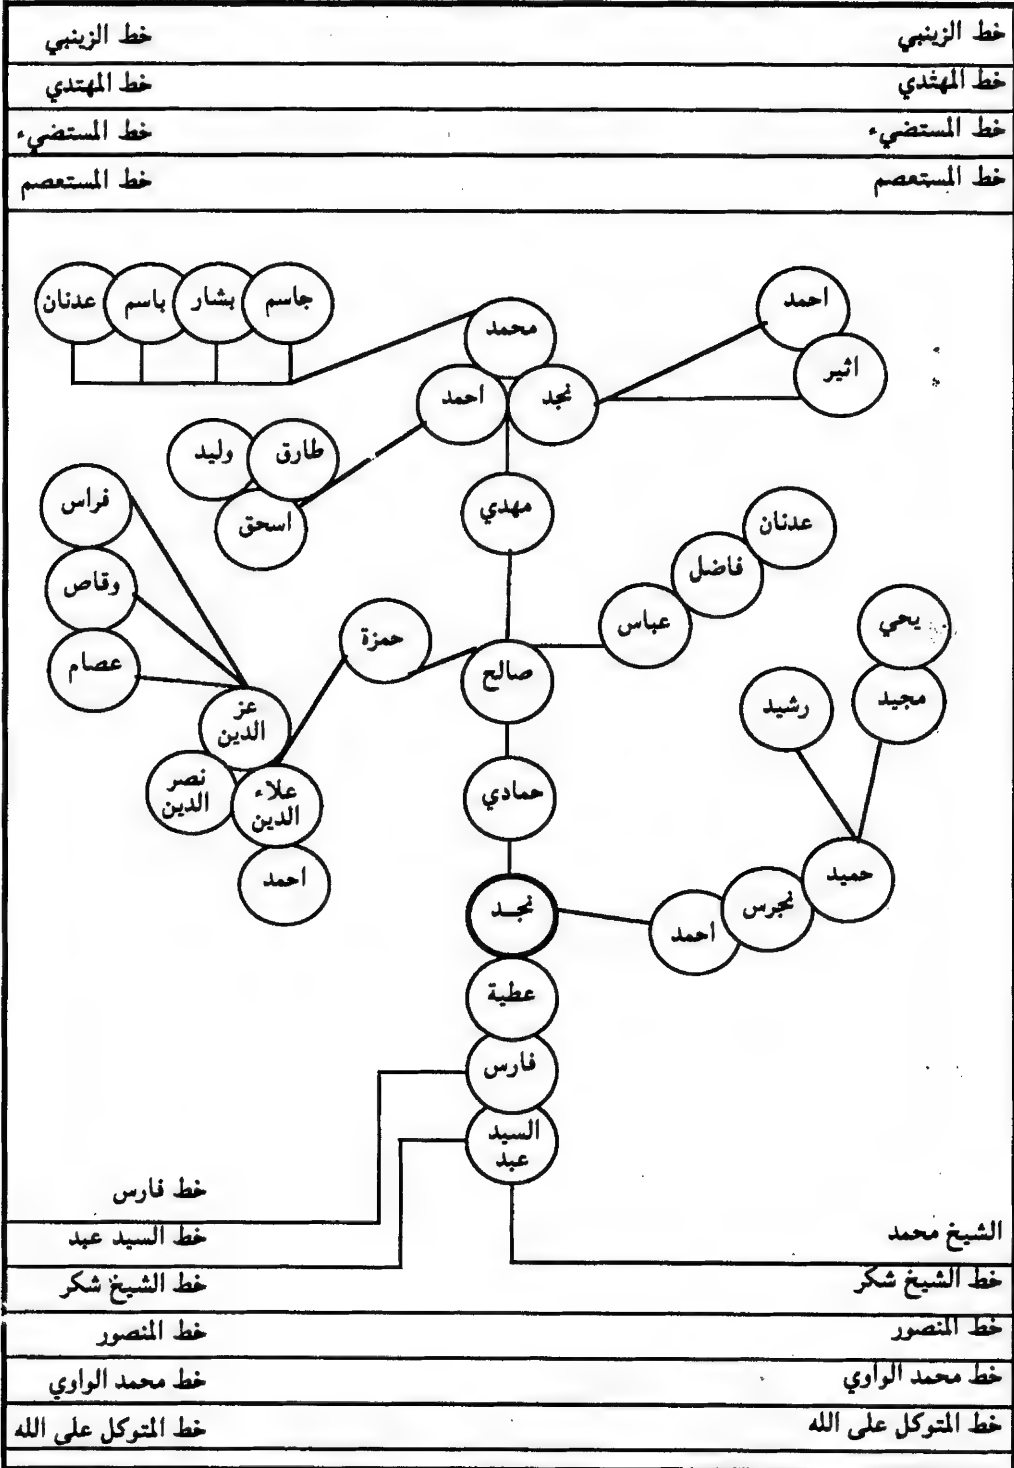 خط الزينبي
خط الزينبي
خط المهتدي
خط المهتدي
خط المستضيء
خط المستضيء
خط المستعصم
خط المستعصم
احمد
اثير
محمد
نجد
احمد
جاسم
بشار
باسم
عدنان
طارق
وليد
اسحق
مهدي
عدنان
فاضل
عباس
صالح
حمزة
فراس
وقاص
عصام
عز
الدين
نصر
الدين
علاء
الدين
احمد
يحي
مجيد
رشيد
حميد
نجرس
احمد
حمادي
نجد
عطية
فارس
السيد
عبد
خط فارس
الشيخ محمد
خط السيد عبد
خط الشيخ شكر
خط الشيخ شكر
خط المنصور
خط المنصور
خط محمد الواوي
خط محمد الواوي
خط المتوكل على الله
خط المتوكل على الله